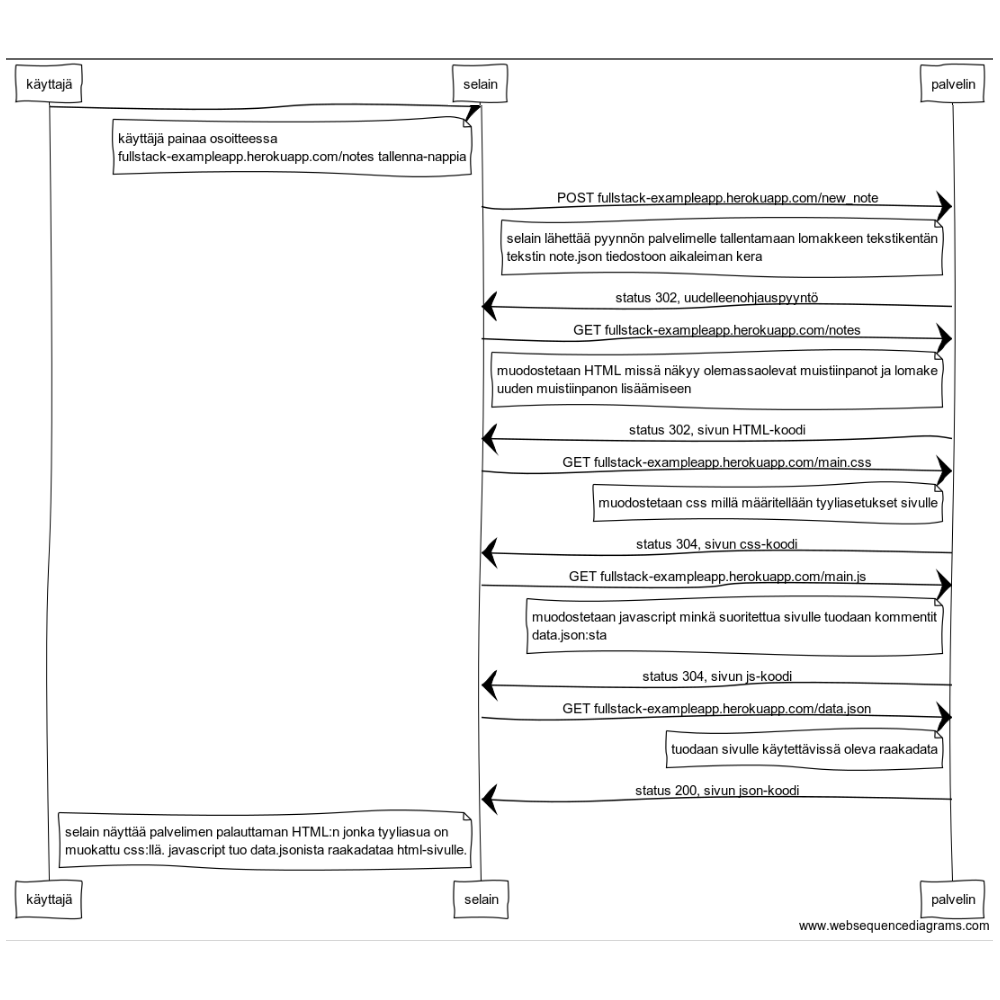 käyttajä
selain
palvelin
käyttäjä painaa osoitteessa
fullstack-exampleapp.herokuapp.com/notes tallenna-nappia
POST fullstack-exampleapp.herokuapp.com/new_note
selain lähettää pyynnön palvelimelle tallentamaan lomakkeen tekstikentän
tekstin note.json tiedostoon aikaleiman kera
status 302, uudelleenohjauspyyntö
GET fullstack-exampleapp.herokuapp.com/notes
muodostetaan HTML missä näkyy olemassaolevat muistiinpanot ja lomake
uuden muistiinpanon lisäämiseen
status 302, sivun HTML-koodi
GET fullstack-exampleapp.herokuapp.com/main.css
muodostetaan css millä määritellään tyyliasetukset sivulle
status 304, sivun css-koodi
GET fullstack-exampleapp.herokuapp.com/main.js
muodostetaan javascript minkä suoritettua sivulle tuodaan kommentit
data.json:sta
status 304, sivun js-koodi
GET fullstack-exampleapp.herokuapp.com/data.json
tuodaan sivulle käytettävissä oleva raakadata
status 200, sivun json-koodi
selain näyttää palvelimen palauttaman HTML:n jonka tyyliasua on
muokattu css:llä. javascript tuo data.jsonista raakadataa html-sivulle.
käyttajä
selain
palvelin
www.websequencediagrams.com